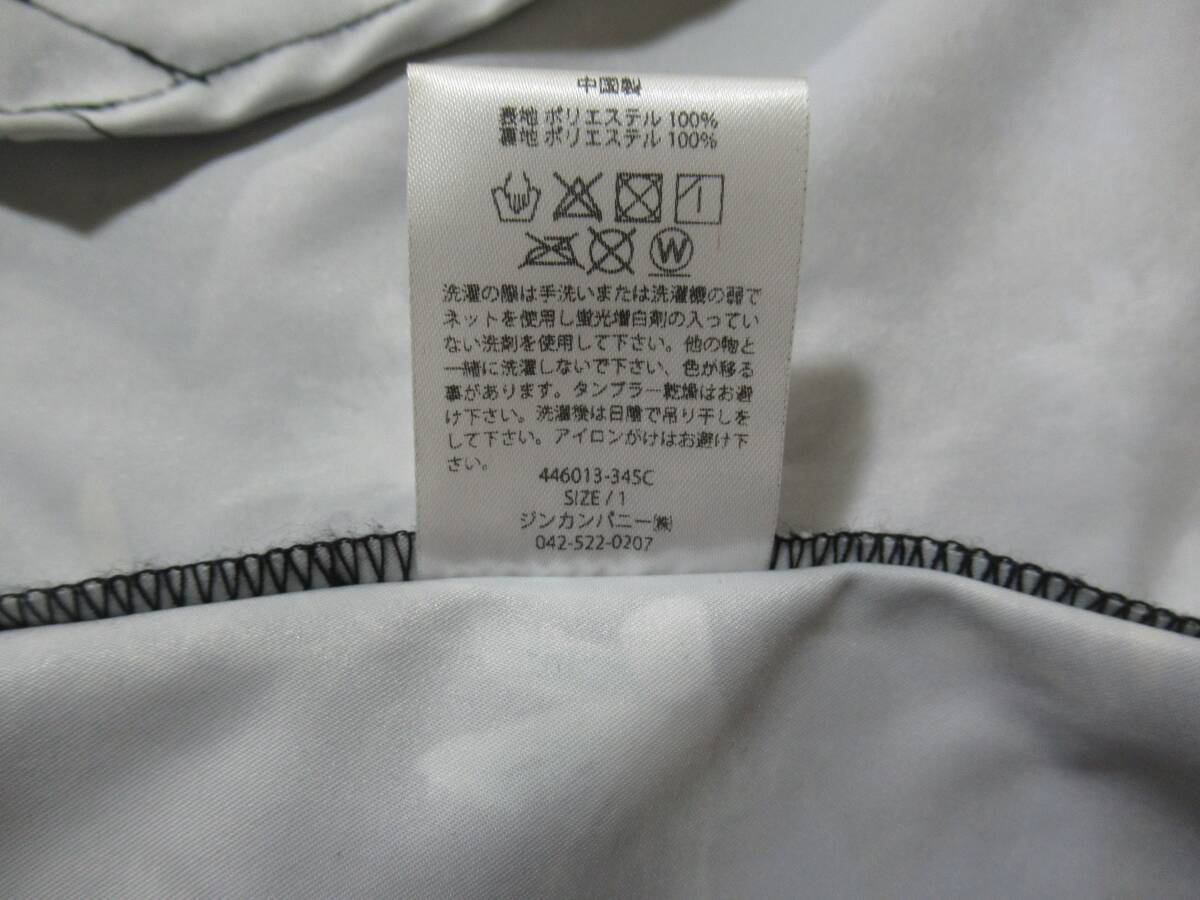 中国製
表地 ポリエステル 100%
裏地 ポリエステル 100%
W
洗濯の際は手洗いまたは洗濯機の弱で
ネットを使用し蛍光増白剤の入ってい
ない洗剤を使用して下さい。他の物と
一緒に洗濯しないで下さい、色が移る
事があります。タンブラー乾燥はお避
け下さい。洗濯後は日陰で吊り干しを
して下さい。アイロンがけはお避け下
さい。
446013-345C
SIZE / 1
ジンカンパニー㈱
042-522-0207